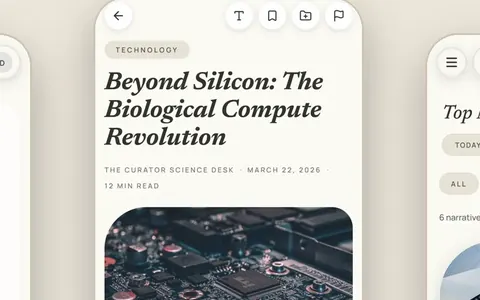 D
T
TECHNOLOGY
Beyond Silicon: The
Biological Compute
Revolution
THE CURATOR SCIENCE DESK · MARCH 22, 2026 ·
12 MIN READ
Top
TODAY
ALL
6 narrative